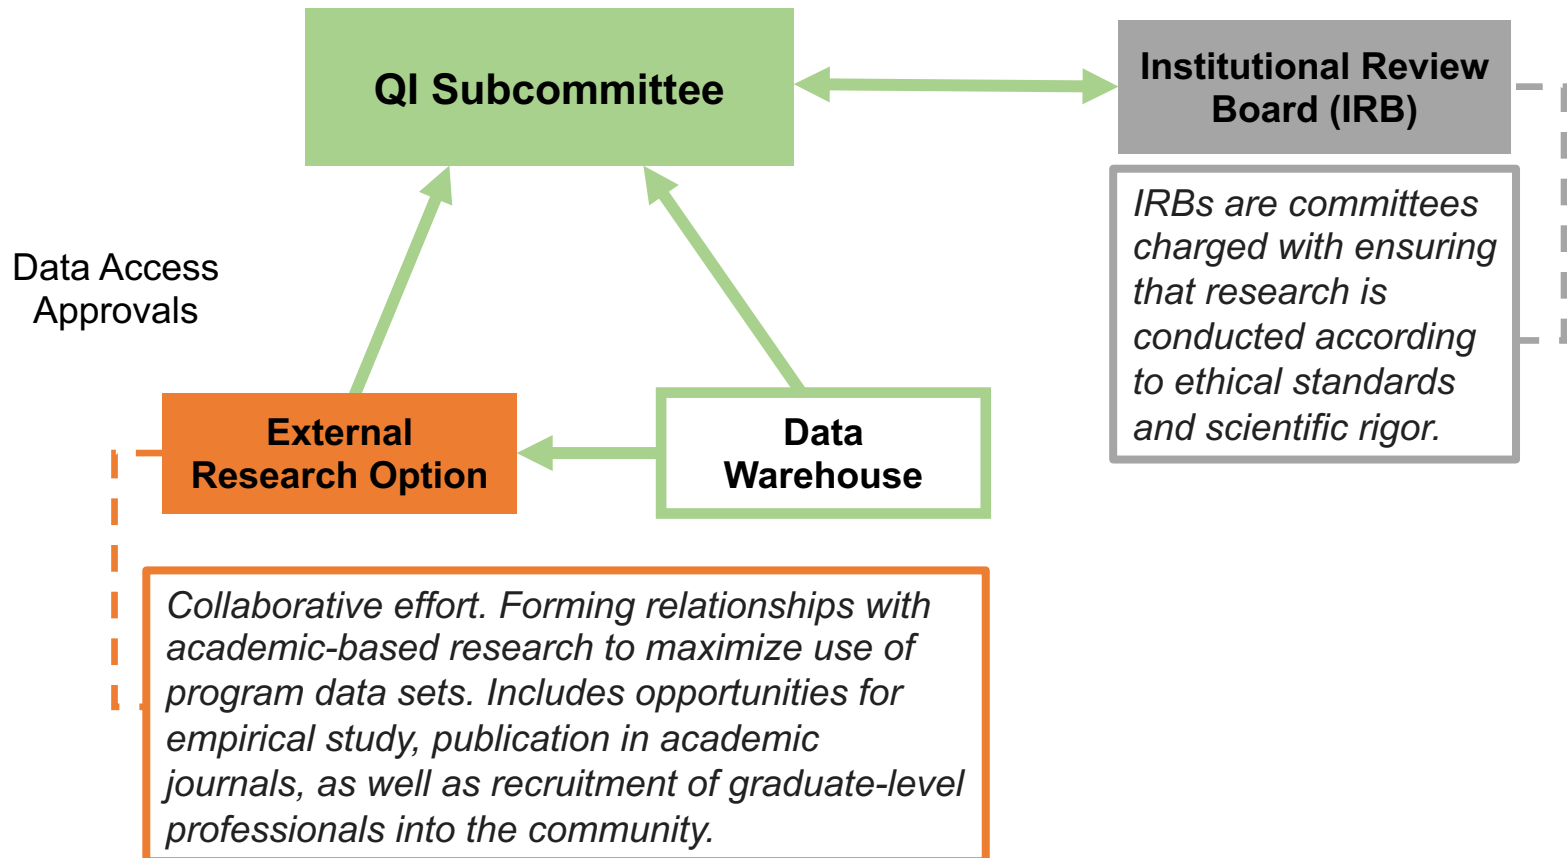 QI Subcommittee
Institutional Review
Board (IRB)
IRBs are committees
charged with ensuring
that research is
conducted according
to ethical standards
and scientific rigor.
Data Access
Approvals
External
Research Option
Data
Warehouse
Collaborative effort. Forming relationships with
academic-based research to maximize use of
program data sets. Includes opportunities for
empirical study, publication in academic
journals, as well as recruitment of graduate-level
professionals into the community.